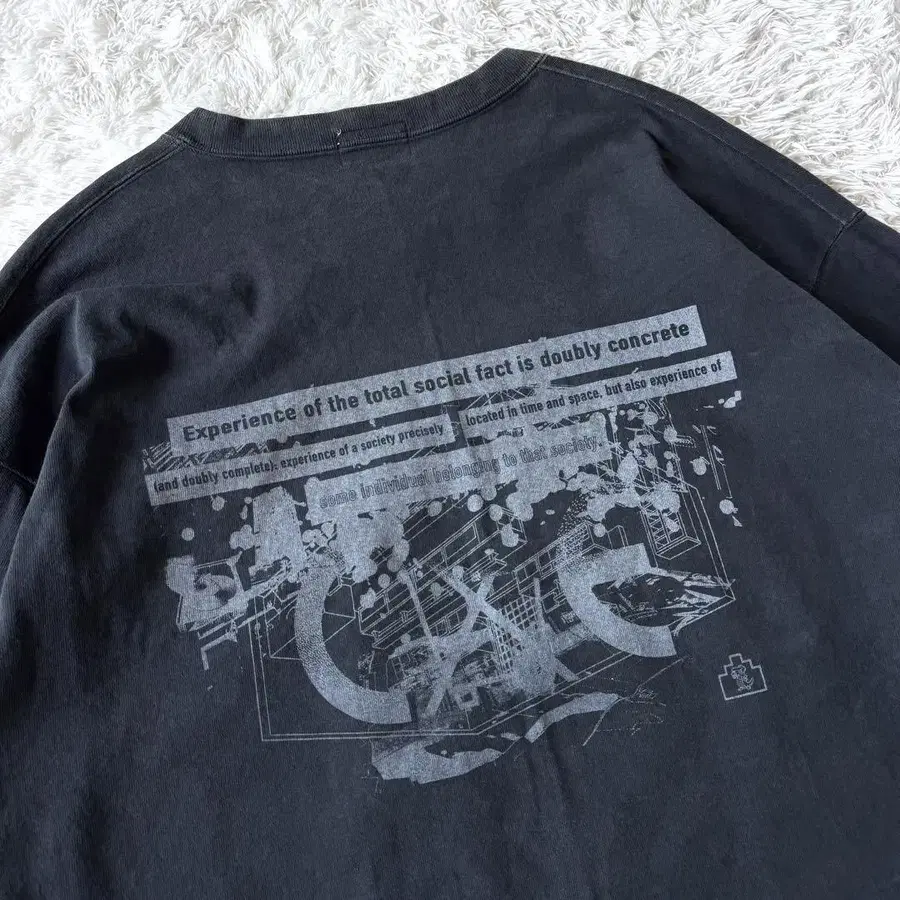 Experience of the total social fact is doubly concrete
(and doubly complete): experience of a society precisely
located in time and space, but also experience of
some individual belonging to that society.